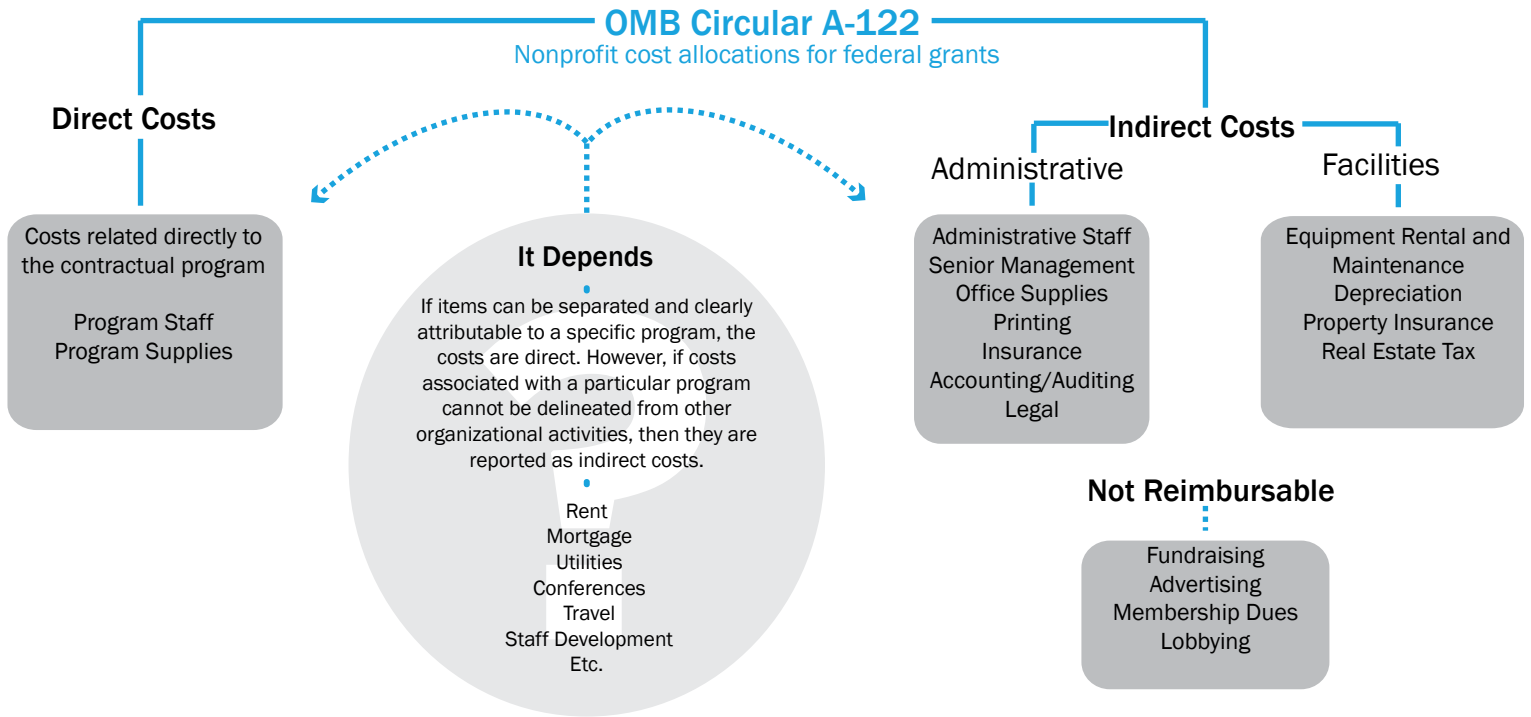 OMB Circular A-122
Nonprofit cost allocations for federal grants
Direct Costs
Costs related directly to
the contractual program
Program Staff
Program Supplies
It Depends
If items can be separated and clearly
attributable to a specific program, the
costs are direct. However, if costs
associated with a particular program
cannot be delineated from other
organizational activities, then they are
reported as indirect costs.
?
Rent
Mortgage
Utilities
Conferences
Travel
Staff Development
Etc.
Indirect Costs
Administrative
Administrative Staff
Senior Management
Office Supplies
Printing
Insurance
Accounting/Auditing
Legal
Facilities
Equipment Rental and
Maintenance
Depreciation
Property Insurance
Real Estate Tax
Not Reimbursable
Fundraising
Advertising
Membership Dues
Lobbying